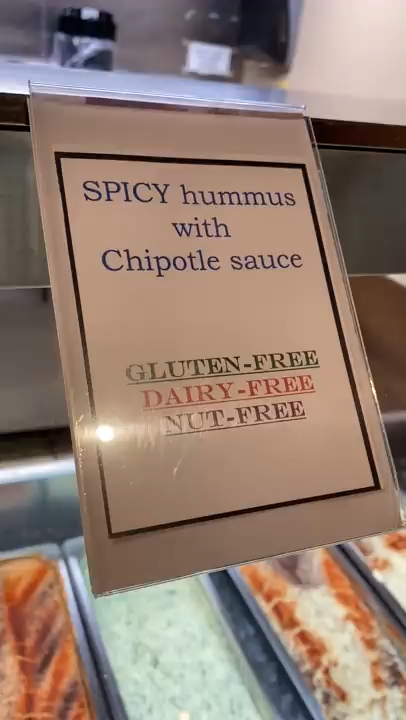 SPICY hummus
with
Chipotle sauce
GLUTEN-FREE
DAIRY-FREE
NUT-FREE